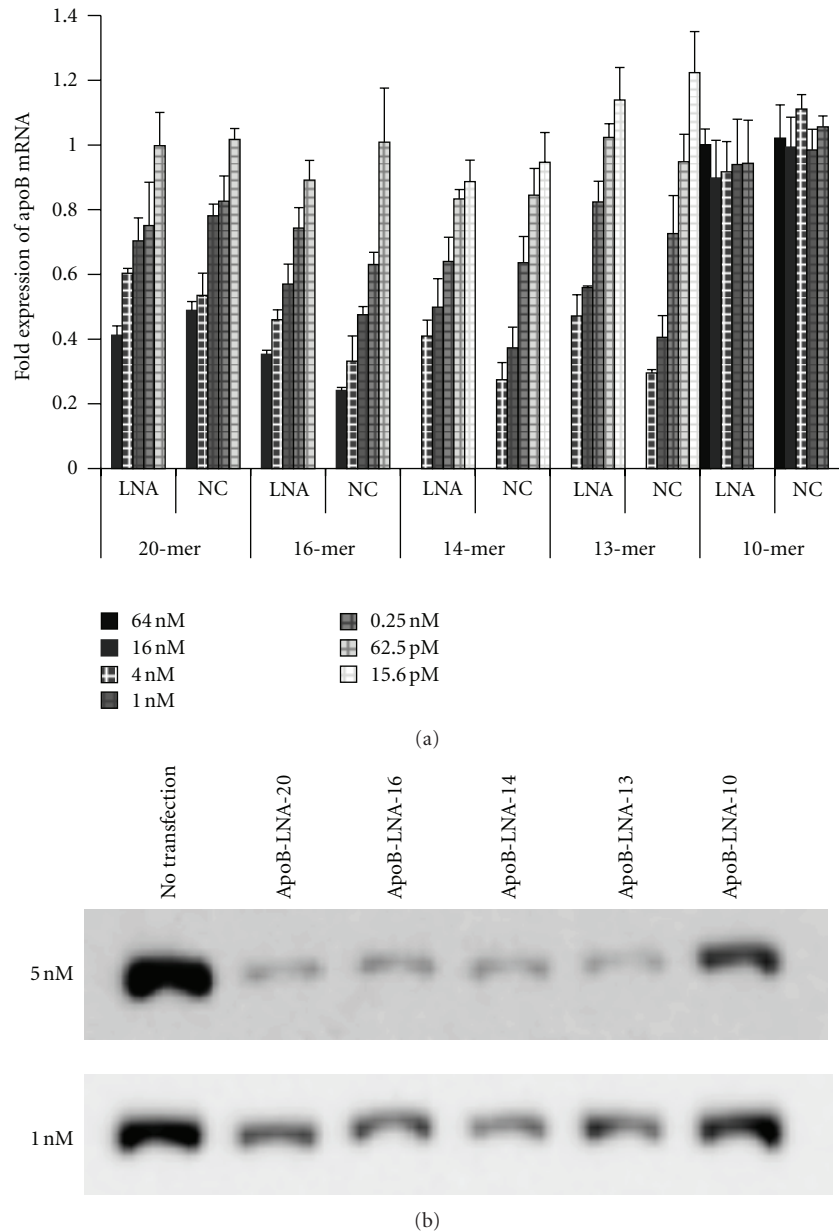 Fold expression of apoB mRNA
1.4
1.2
1
0.8
0.6
0.4
0.2
0
LNA NC LNA NC LNA NC LNA NC LNA NC
20-mer 16-mer 14-mer 13-mer 10-mer
64 nM
16 nM
4 nM
1 nM
0.25 nM
62.5 pM
15.6 pM
(a)
No transfection
ApoB-LNA-20
ApoB-LNA-16
ApoB-LNA-14
ApoB-LNA-13
ApoB-LNA-10
5 nM
1 nM
(b)